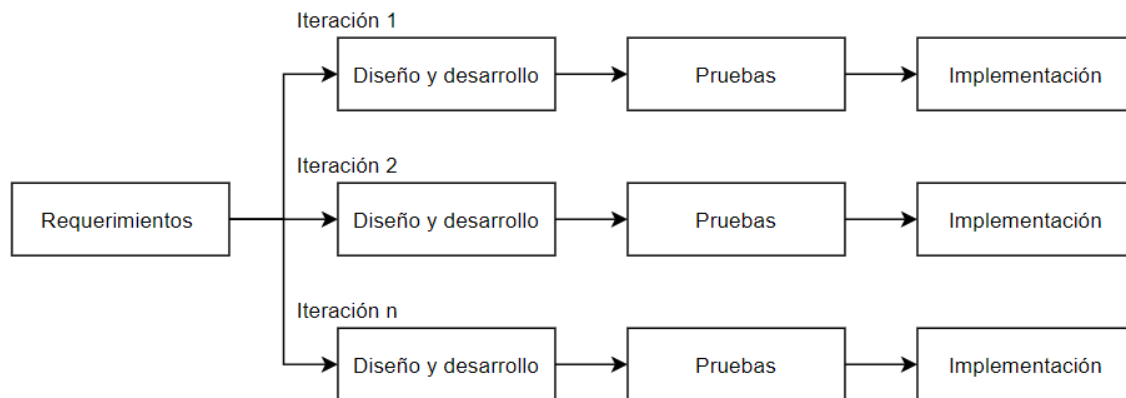 Iteración 1
Diseño y desarrollo
Pruebas
Implementación
Iteración 2
Requerimientos
Diseño y desarrollo
Pruebas
Implementación
Iteración n
Diseño y desarrollo
Pruebas
Implementación